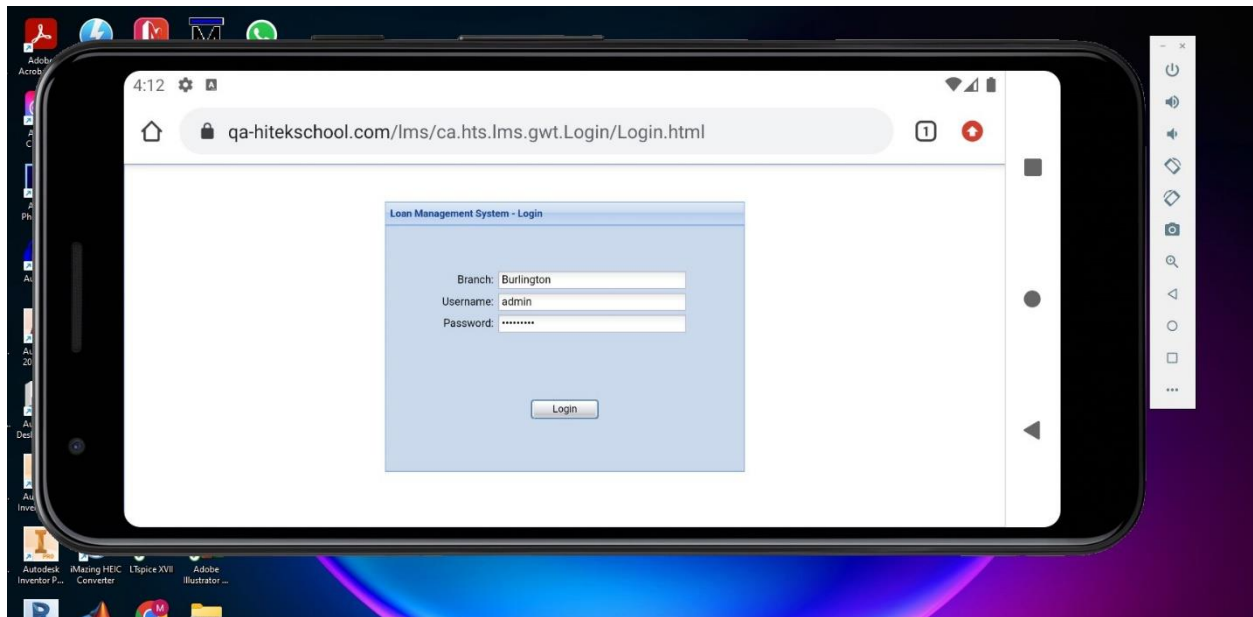 Adobe
Acrob
4:12
qa-hitekschool.com/lms/ca.hts.lms.gwt.Login/Login.html
1
Loan Management System - Login
Branch: Burlington
Username: admin
Password: •••••••••
Login
Autodesk
Inventor P...
iMazing HEIC
Converter
LTspice XVII
Adobe
Illustrator ...